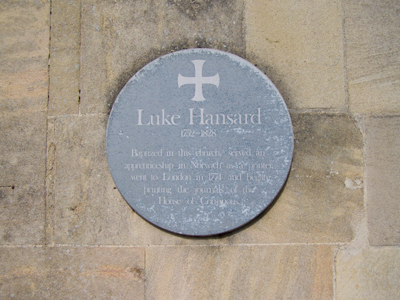 Luke Hansard
1752-1828
Baptized in this church, served an
apprenticeship in Norwich as a printer,
went to London in 1774 and began
printing the journals of the
House of Commons.